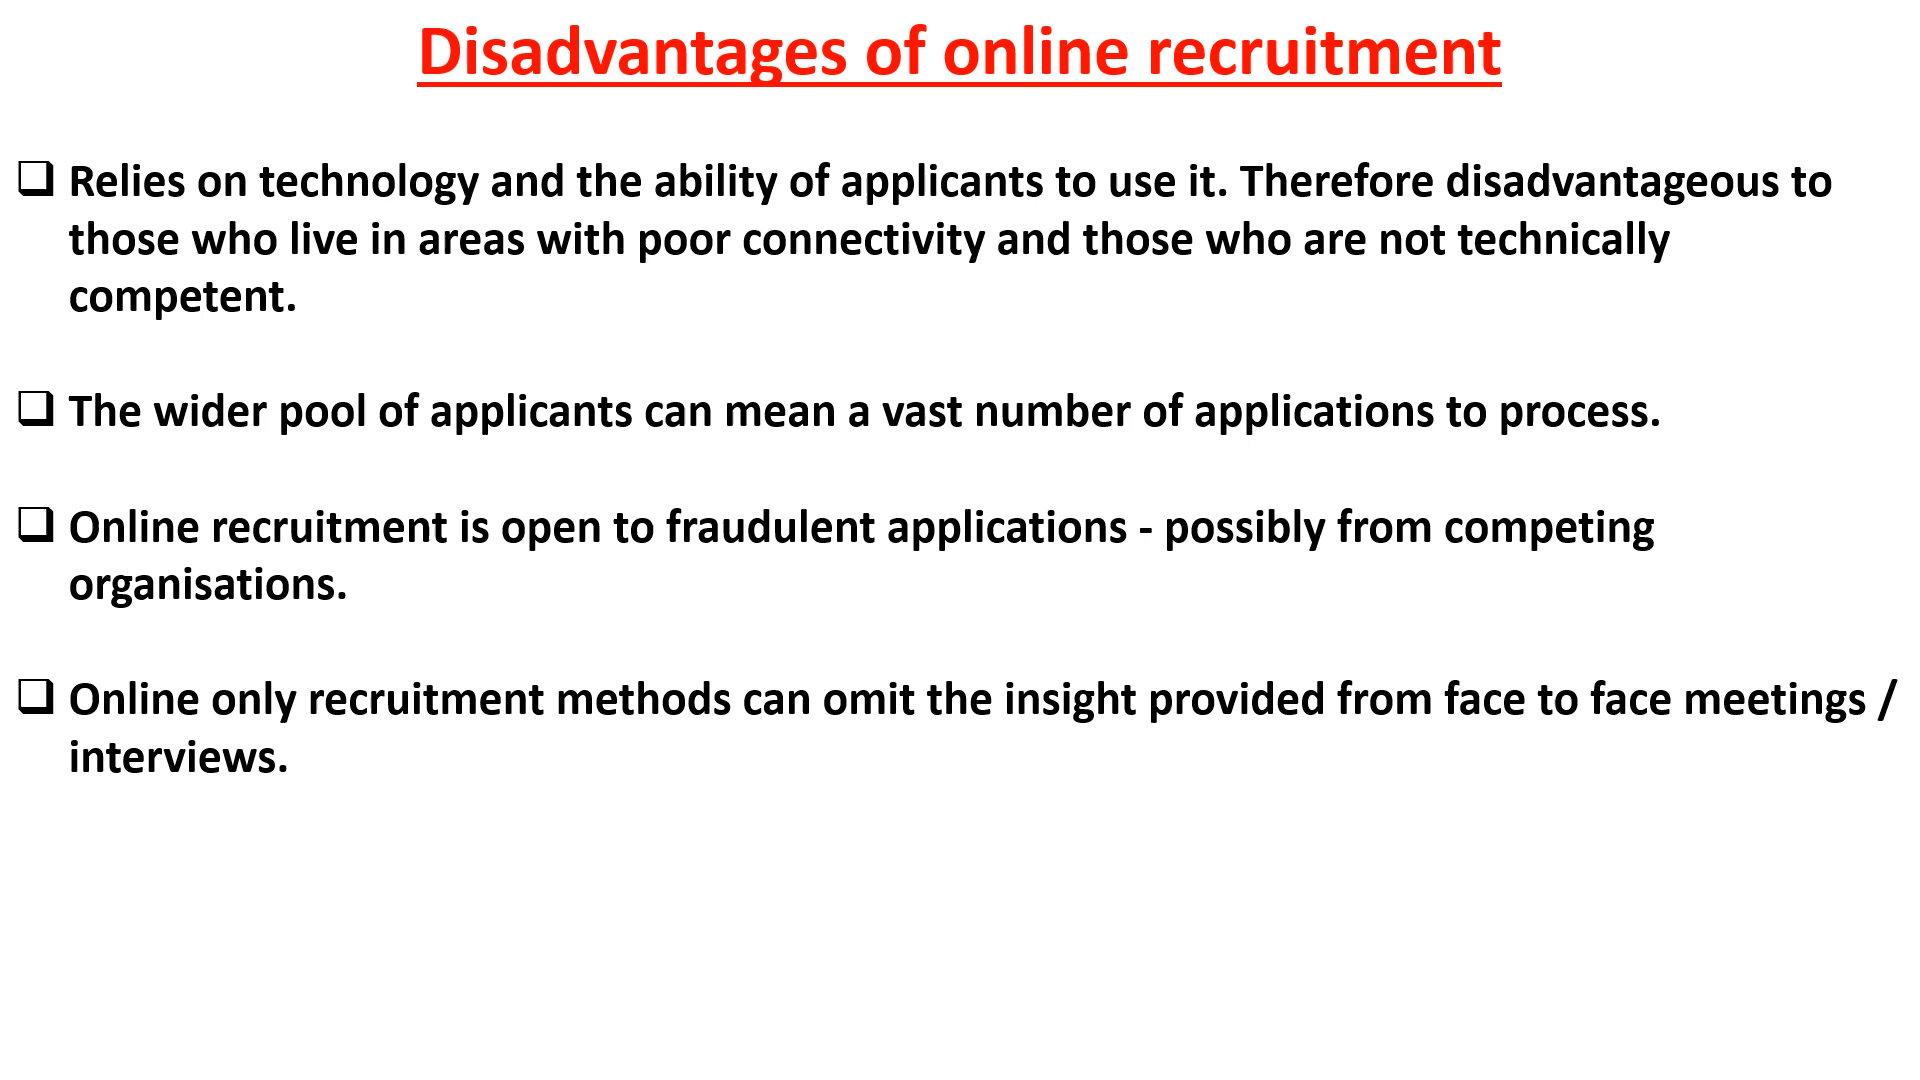 Disadvantages of online recruitment
❑ Relies on technology and the ability of applicants to use it. Therefore disadvantageous to
those who live in areas with poor connectivity and those who are not technically
competent.
❑ The wider pool of applicants can mean a vast number of applications to process.
❑ Online recruitment is open to fraudulent applications - possibly from competing
organisations.
❑ Online only recruitment methods can omit the insight provided from face to face meetings /
interviews.